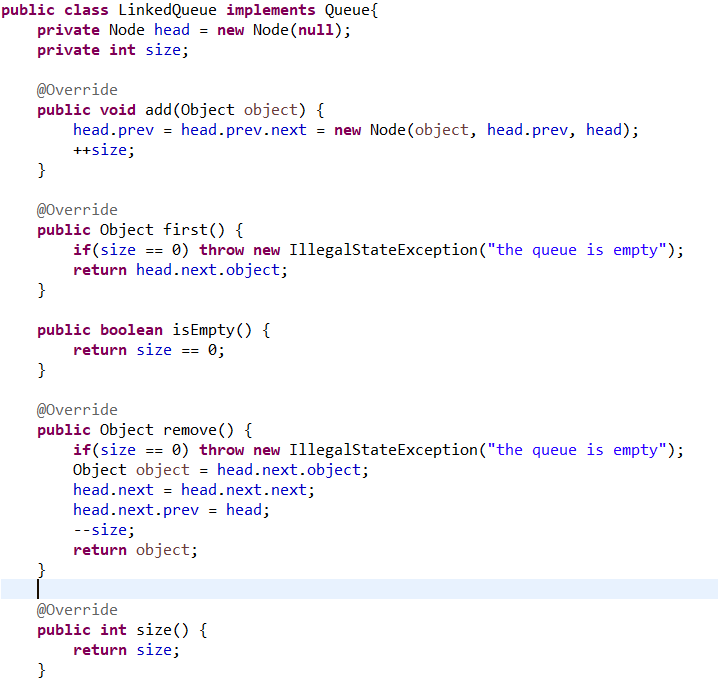 public class LinkedQueue implements Queue{
    private Node head = new Node(null);
    private int size;

    @Override
    public void add(Object object) {
        head.prev = head.prev.next = new Node(object, head.prev, head);
        ++size;
    }

    @Override
    public Object first() {
        if(size == 0) throw new IllegalStateException("the queue is empty");
        return head.next.object;
    }

    public boolean isEmpty() {
        return size == 0;
    }

    @Override
    public Object remove() {
        if(size == 0) throw new IllegalStateException("the queue is empty");
        Object object = head.next.object;
        head.next = head.next.next;
        head.next.prev = head;
        --size;
        return object;
    }

    @Override
    public int size() {
        return size;
    }